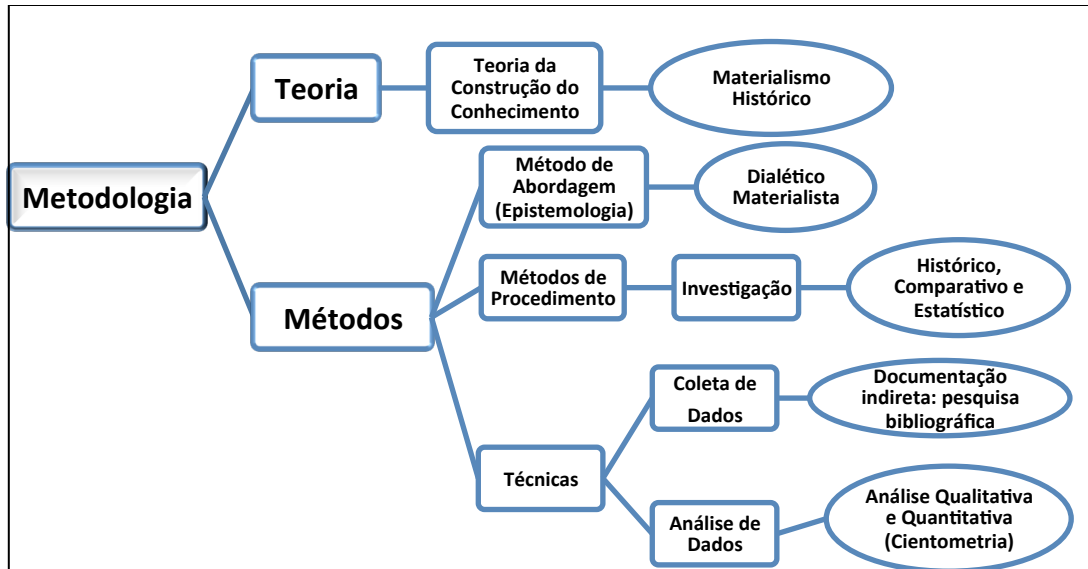 Metodologia
Teoria
Teoria da
Construção do
Conhecimento
Materialismo
Histórico
Métodos
Método de
Abordagem
(Epistemologia)
Dialético
Materialista
Métodos de
Procedimento
Investigação
Histórico,
Comparativo e
Estatístico
Técnicas
Coleta de
Dados
Documentação
indireta: pesquisa
bibliográfica
Análise de
Dados
Análise Qualitativa
e Quantitativa
(Cientometria)